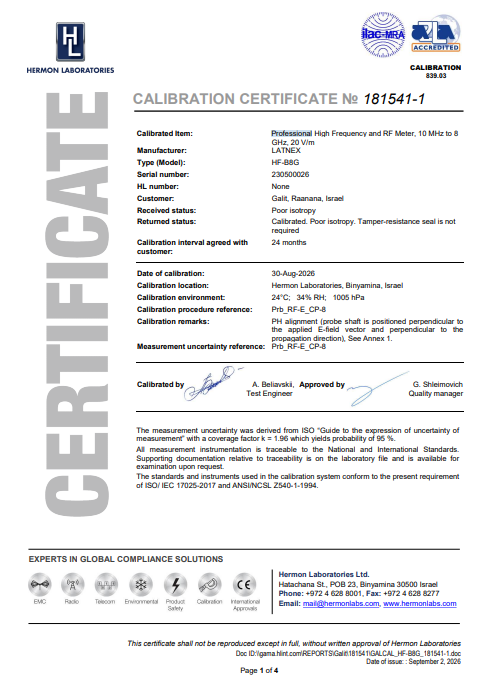 HL
HERMON LABORATORIES
ilac-MRA
ACCREDITED
CALIBRATION
839.03
CERTIFICATE
CALIBRATION CERTIFICATE № 181541-1
Calibrated Item: Professional High Frequency and RF Meter, 10 MHz to 8
GHz, 20 V/m
Manufacturer: LATNEX
Type (Model): HF-B8G
Serial number: 230500026
HL number: None
Customer: Galit, Raanana, Israel
Received status: Poor isotropy
Returned status: Calibrated. Poor isotropy. Tamper-resistance seal is not
required
Calibration interval agreed with 24 months
customer:
Date of calibration: 30-Aug-2026
Calibration location: Hermon Laboratories, Binyamina, Israel
Calibration environment: 24°C; 34% RH; 1005 hPa
Calibration procedure reference: Prb_RF-E_CP-8
Calibration remarks: PH alignment (probe shaft is positioned perpendicular to
the applied E-field vector and perpendicular to the
propagation direction), See Annex 1.
Measurement uncertainty reference: Prb_RF-E_CP-8
Calibrated by A. Beliavskii, Approved by G. Shleimovich
Test Engineer Quality manager
The measurement uncertainty was derived from ISO "Guide to the expression of uncertainty of
measurement" with a coverage factor k = 1.96 which yields probability of 95 %.
All measurement instrumentation is traceable to the National and International Standards.
Supporting documentation relative to traceability is on the laboratory file and is available for
examination upon request.
The standards and instruments used in the calibration system conform to the present requirement
of ISO/ IEC 17025-2017 and ANSI/NCSL Z540-1-1994.
EXPERTS IN GLOBAL COMPLIANCE SOLUTIONS
EMC Radio Telecom Environmental Product Safety Calibration International Approvals
Hermon Laboratories Ltd.
Hatachana St., POB 23, Binyamina 30500 Israel
Phone: +972 4 628 8001, Fax: +972 4 628 8277
Email: mail@hermonlabs.com, www.hermonlabs.com
This certificate shall not be reproduced except in full, without written approval of Hermon Laboratories
Doc ID:\\gama.hlint.com\REPORTS\Galit\181541\GALCAL_HF-B8G_181541-1.doc
Date of issue: : September 2, 2026
Page 1 of 4